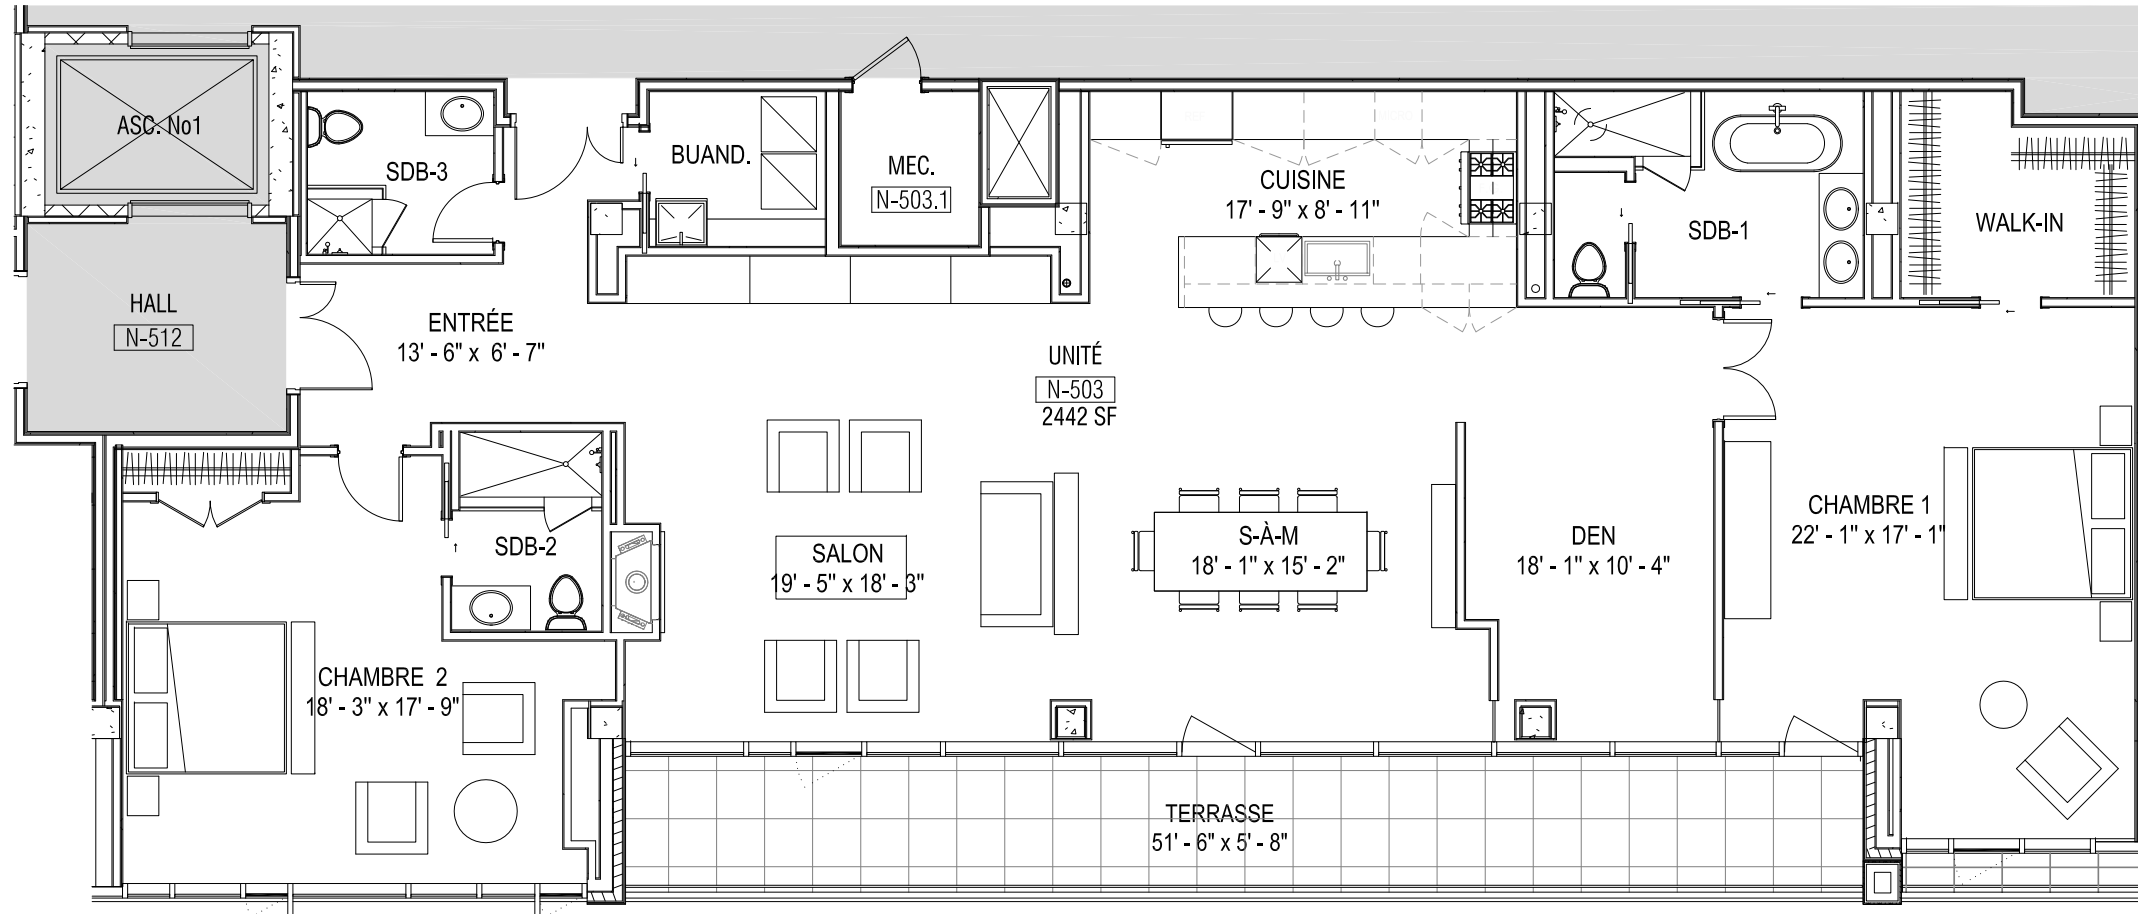 ASC. No1
SDB-3
BUAND.
MEC.
N-503.1
CUISINE
17' - 9" x 8' - 11"
SDB-1
WALK-IN
HALL
N-512
ENTRÉE
13' - 6" x 6' - 7"
UNITÉ
N-503
2442 SF
SDB-2
SALON
19' - 5" x 18' - 3"
S-À-M
18' - 1" x 15' - 2"
DEN
18' - 1" x 10' - 4"
CHAMBRE 1
22' - 1" x 17' - 1"
CHAMBRE 2
18' - 3" x 17' - 9"
TERRASSE
51' - 6" x 5' - 8"